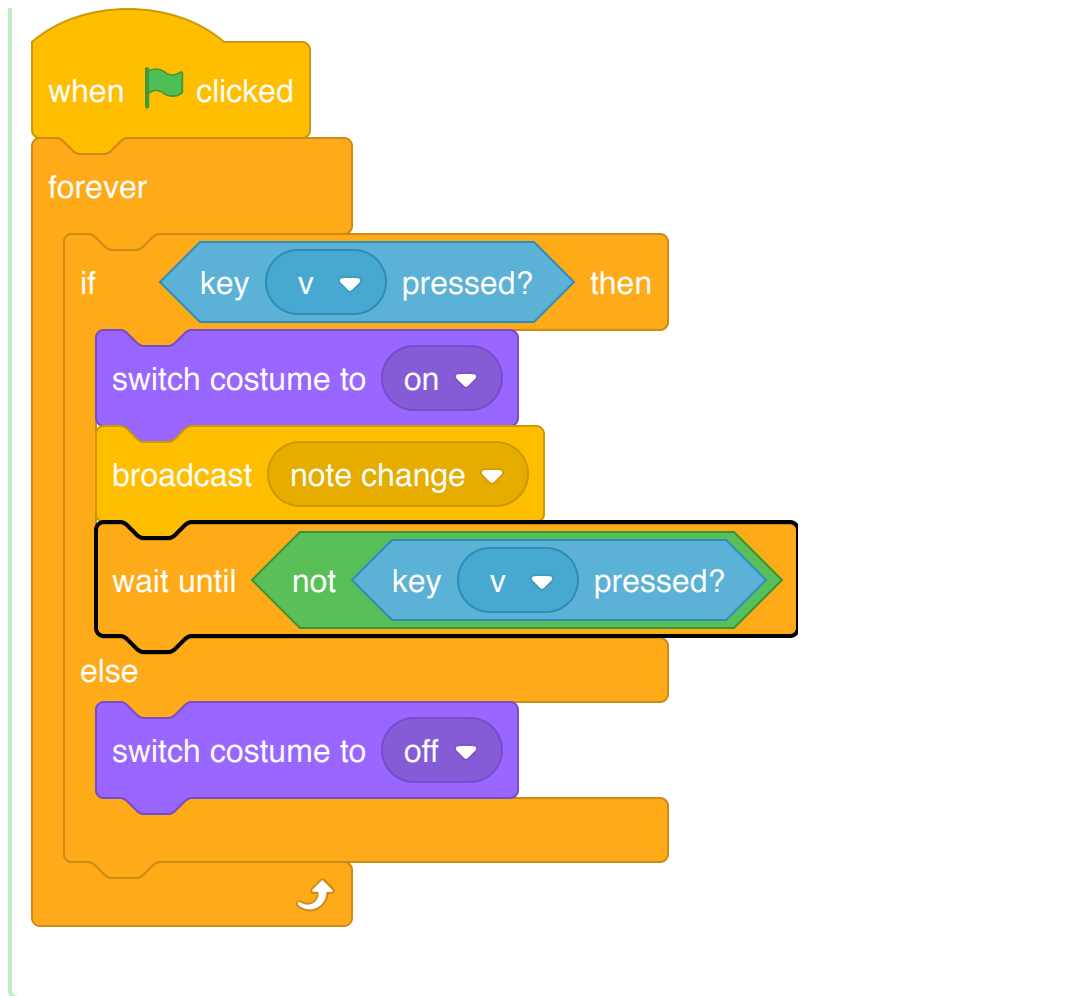 when clicked
forever
if key v pressed? then
switch costume to on
broadcast note change
wait until not key v pressed?
else
switch costume to off